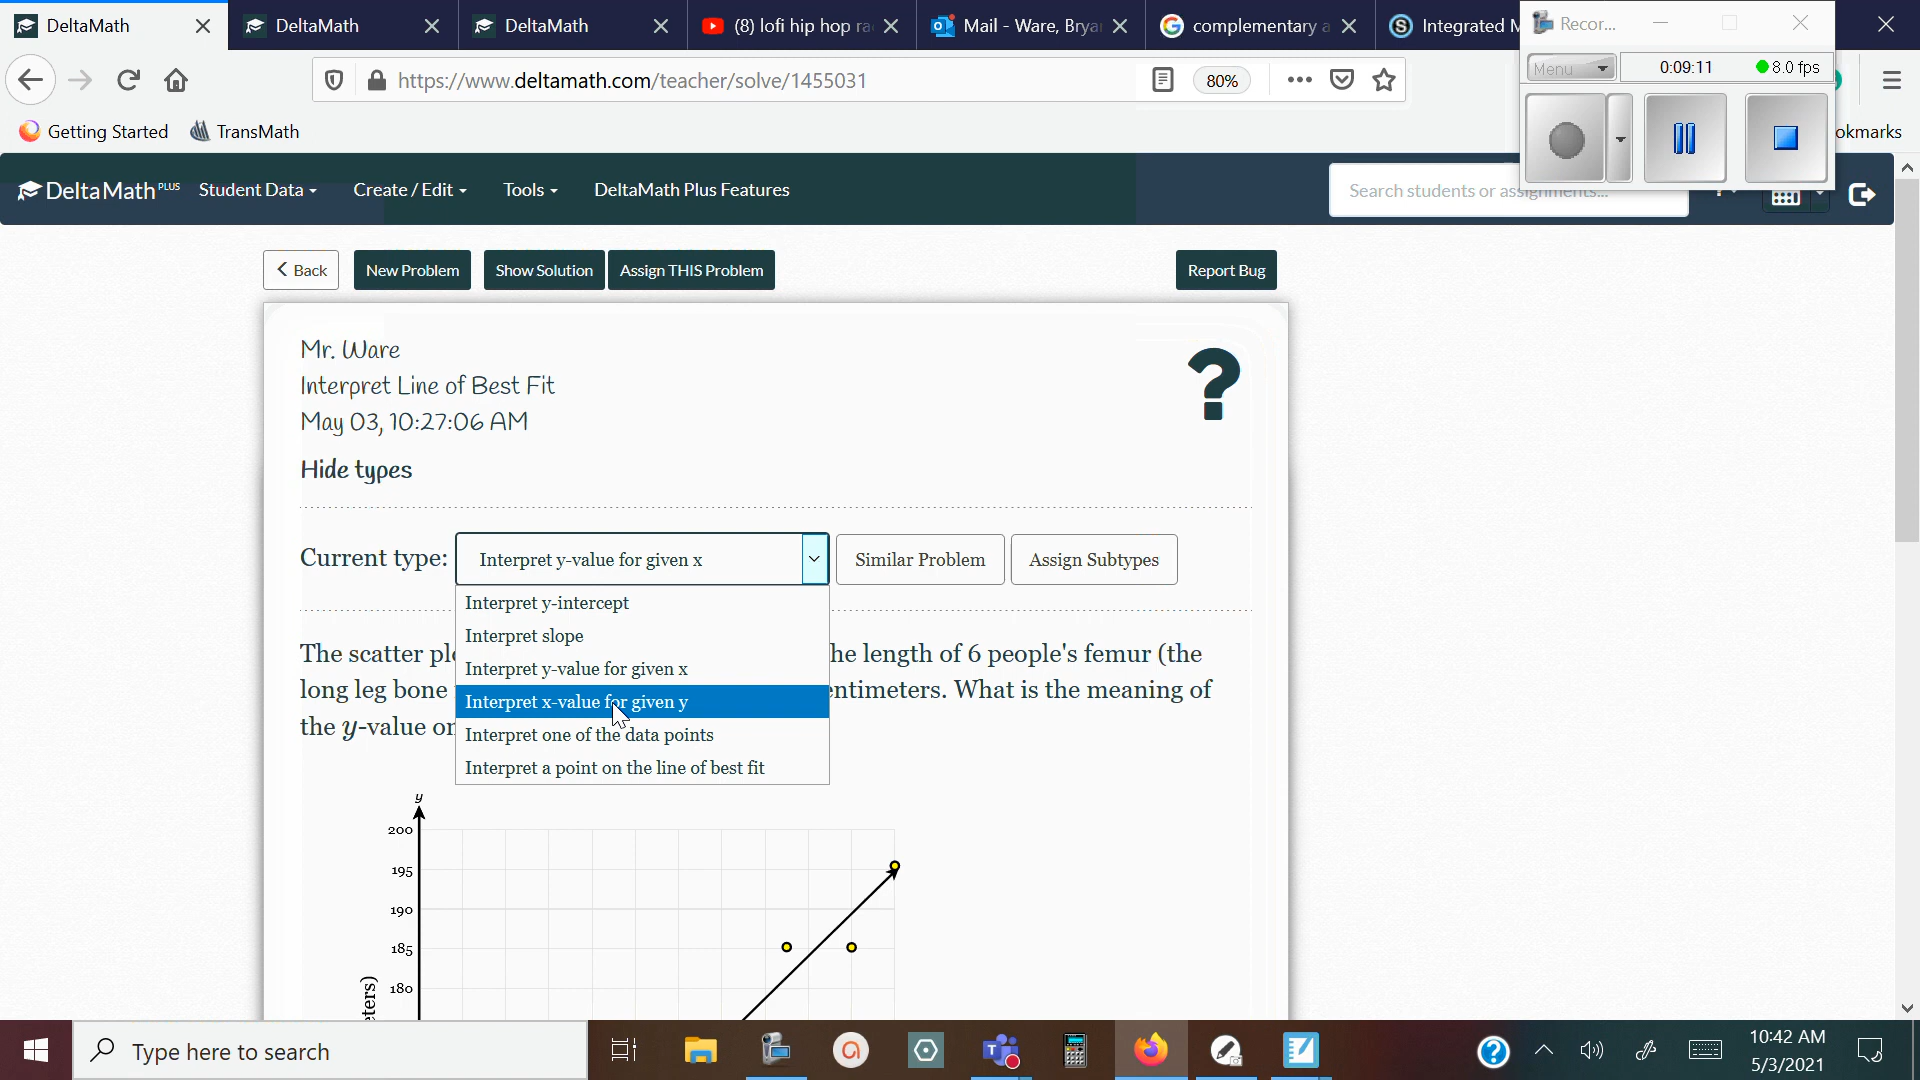 DeltaMath
DeltaMath
DeltaMath
(8) lofi hip hop ra
Mail - Ware, Brya
complementary a
Integrated M
Recor...
Menu
0:09:11
8.0 fps
https://www.deltamath.com/teacher/solve/1455031
80%
Getting Started
TransMath
okmarks
DeltaMath PLUS
Student Data
Create / Edit
Tools
DeltaMath Plus Features
Search students or assignments...
Back
New Problem
Show Solution
Assign THIS Problem
Report Bug
Mr. Ware
Interpret Line of Best Fit
May 03, 10:27:06 AM
?
Hide types
Current type:
Interpret y-value for given x
Similar Problem
Assign Subtypes
Interpret y-intercept
Interpret slope
Interpret y-value for given x
Interpret x-value for given y
Interpret one of the data points
Interpret a point on the line of best fit
The scatter pl he length of 6 people's femur (the
long leg bone entimeters. What is the meaning of
the y-value on
y
200
195
190
185
180
eters)
Type here to search
10:42 AM
5/3/2021